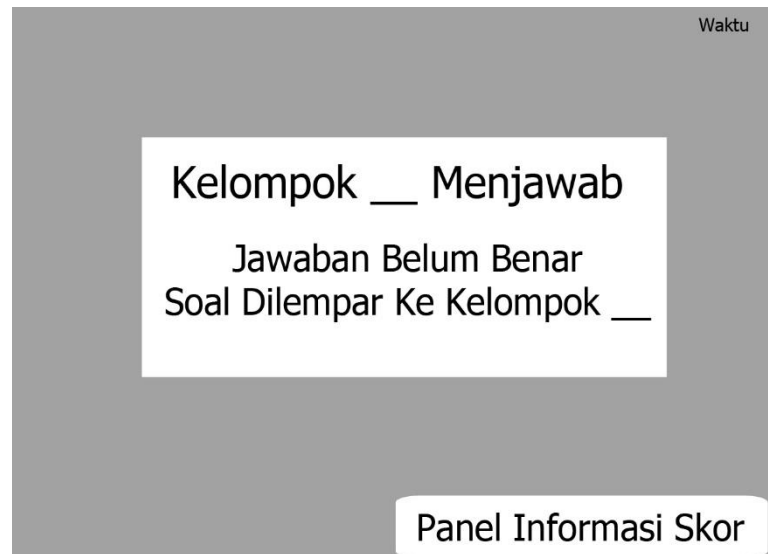 Waktu
Kelompok __ Menjawab
Jawaban Belum Benar
Soal Dilempar Ke Kelompok __
Panel Informasi Skor